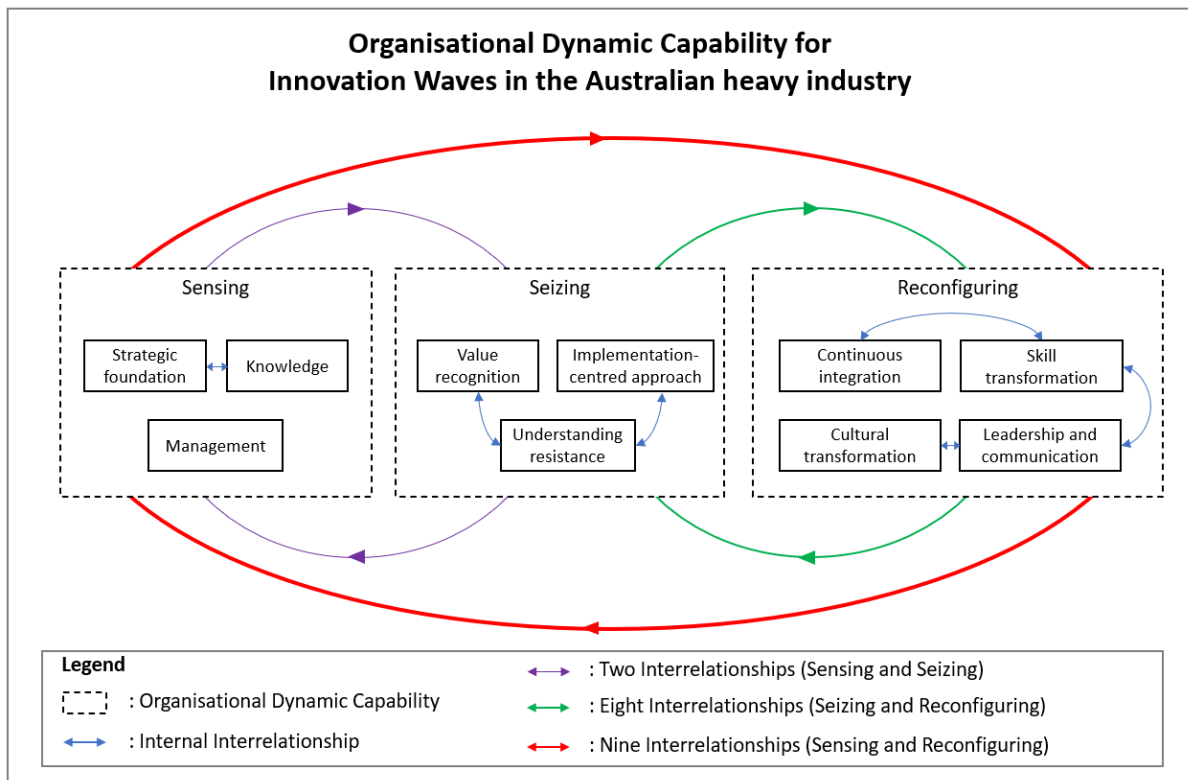 Organisational Dynamic Capability for
Innovation Waves in the Australian heavy industry
Sensing
Strategic
foundation
Knowledge
Management
Seizing
Value
recognition
Implementation-
centred approach
Understanding
resistance
Reconfiguring
Continuous
integration
Skill
transformation
Cultural
transformation
Leadership and
communication
Legend
: Organisational Dynamic Capability
: Internal Interrelationship
: Two Interrelationships (Sensing and Seizing)
: Eight Interrelationships (Seizing and Reconfiguring)
: Nine Interrelationships (Sensing and Reconfiguring)